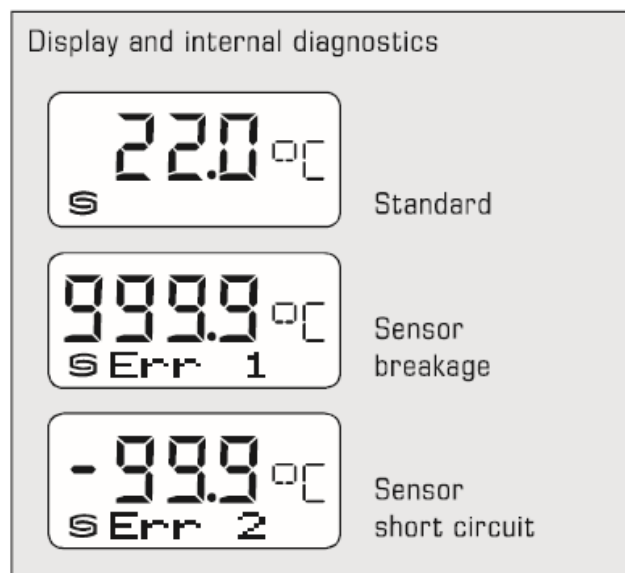 Display and internal diagnostics
22.0 °C
S
Standard
999.9 °C
S Err 1
Sensor
breakage
-99.9 °C
S Err 2
Sensor
short circuit